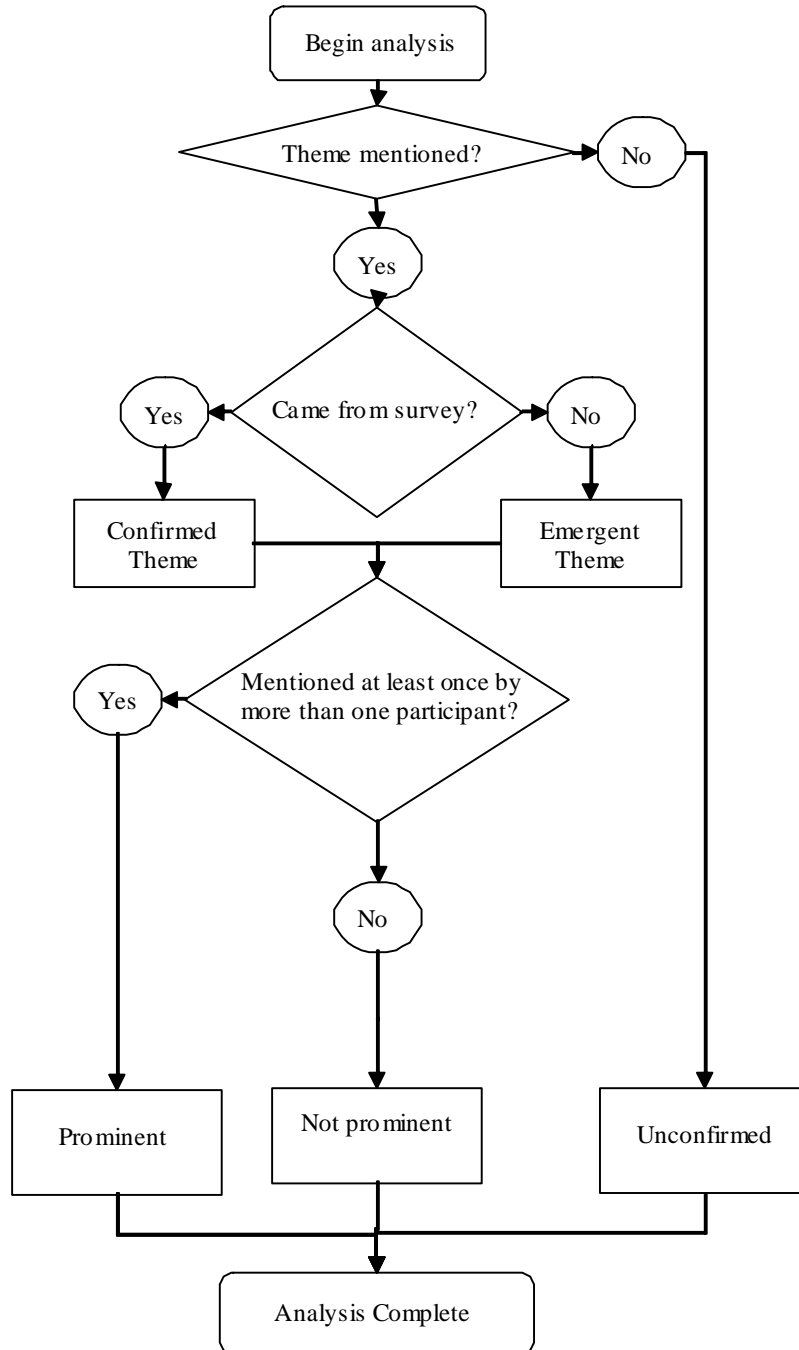 Begin analysis
Theme mentioned?
No
Yes
Came from survey?
Yes
No
Confirmed
Theme
Emergent
Theme
Mentioned at least once by
more than one participant?
Yes
No
Prominent
Not prominent
Unconfirmed
Analysis Complete